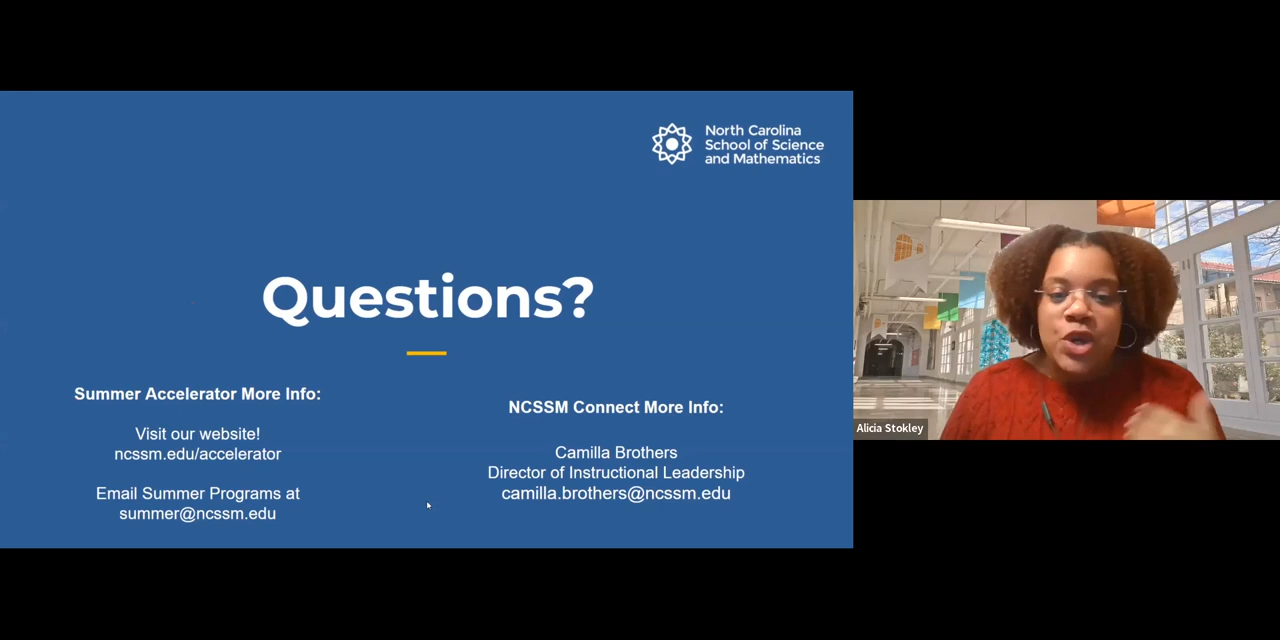 North Carolina
School of Science
and Mathematics
Questions?
Summer Accelerator More Info:
Visit our website!
ncssm.edu/accelerator
Email Summer Programs at
summer@ncssm.edu
NCSSM Connect More Info:
Camilla Brothers
Director of Instructional Leadership
camilla.brothers@ncssm.edu
Alicia Stokley